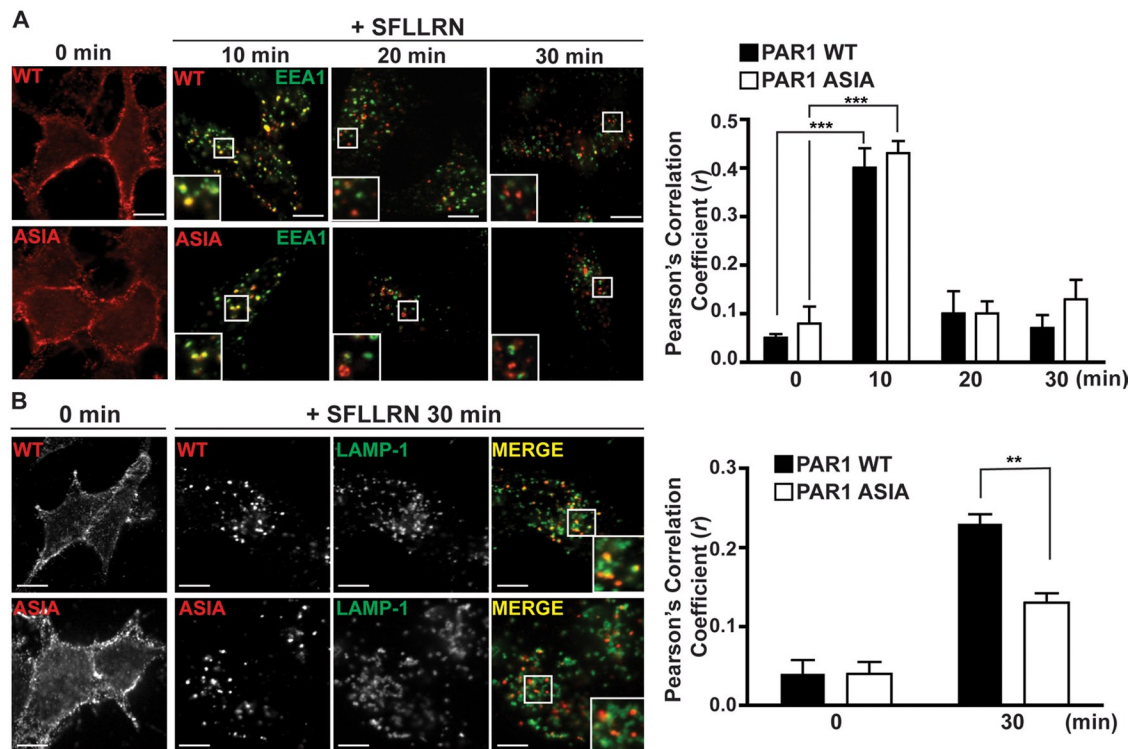 A
+ SFLLRN
0 min
10 min
20 min
30 min
WT
WT
EEA1
ASIA
ASIA
EEA1
PAR1 WT
PAR1 ASIA
***
***
Pearson's Correlation
Coefficient (r)
0.5
0.4
0.2
0.1
0.0
0
10
20
30 (min)
B
0 min
+ SFLLRN 30 min
WT
WT
LAMP-1
MERGE
ASIA
ASIA
LAMP-1
MERGE
PAR1 WT
PAR1 ASIA
**
Pearson's Correlation
Coefficient (r)
0.3
0.2
0.1
0.0
0
30
(min)